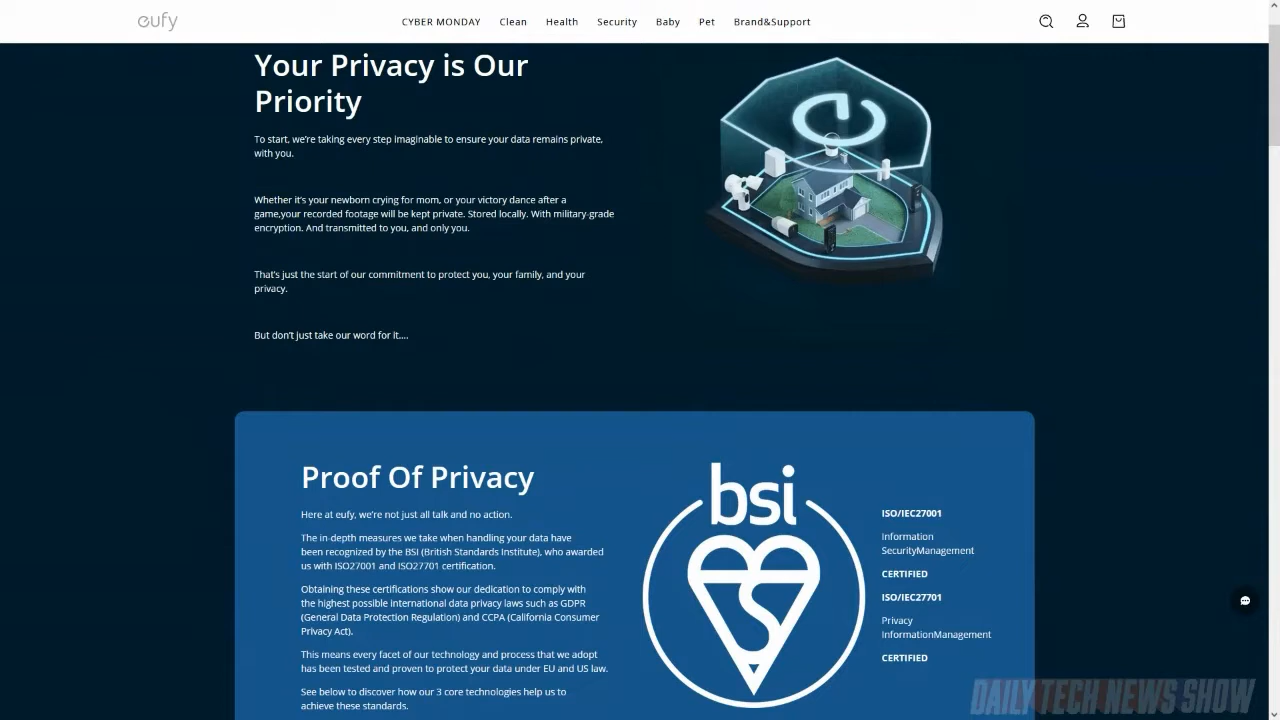 eufy
CYBER MONDAY Clean Health Security Baby Pet Brand&Support
Your Privacy is Our
Priority
To start, we're taking every step imaginable to ensure your data remains private,
with you.
Whether it's your newborn crying for mom, or your victory dance after a
game,your recorded footage will be kept private. Stored locally. With military-grade
encryption. And transmitted to you, and only you.
That's just the start of our commitment to protect you, your family, and your
privacy.
But don't just take our word for it....
Proof Of Privacy
Here at eufy, we're not just all talk and no action.
The in-depth measures we take when handling your data have
been recognized by the BSI (British Standards Institute), who awarded
us with ISO27001 and ISO27701 certification.
Obtaining these certifications show our dedication to comply with
the highest possible international data privacy laws such as GDPR
(General Data Protection Regulation) and CCPA (California Consumer
Privacy Act).
This means every facet of our technology and process that we adopt
has been tested and proven to protect your data under EU and US law.
See below to discover how our 3 core technologies help us to
achieve these standards.
bsi
ISO/IEC27001
Information
SecurityManagement
CERTIFIED
ISO/IEC27701
Privacy
InformationManagement
CERTIFIED
DAILY TECH NEWS SHOW